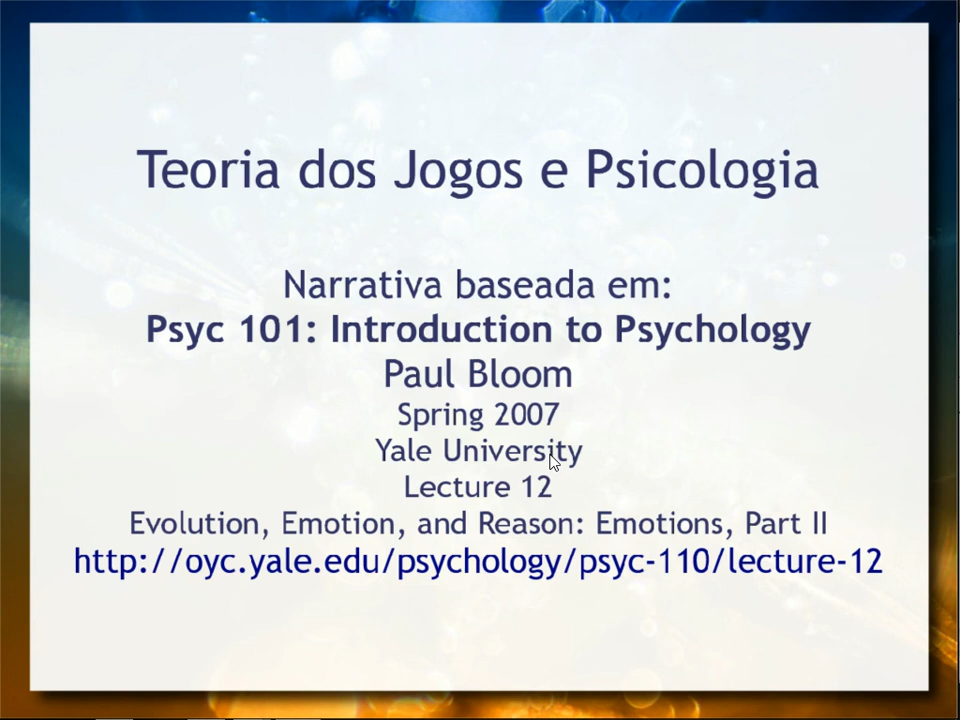 Teoria dos Jogos e Psicologia
Narrativa baseada em:
Psyc 101: Introduction to Psychology
Paul Bloom
Spring 2007
Yale University
Lecture 12
Evolution, Emotion, and Reason: Emotions, Part II
http://oyc.yale.edu/psychology/psyc-110/lecture-12